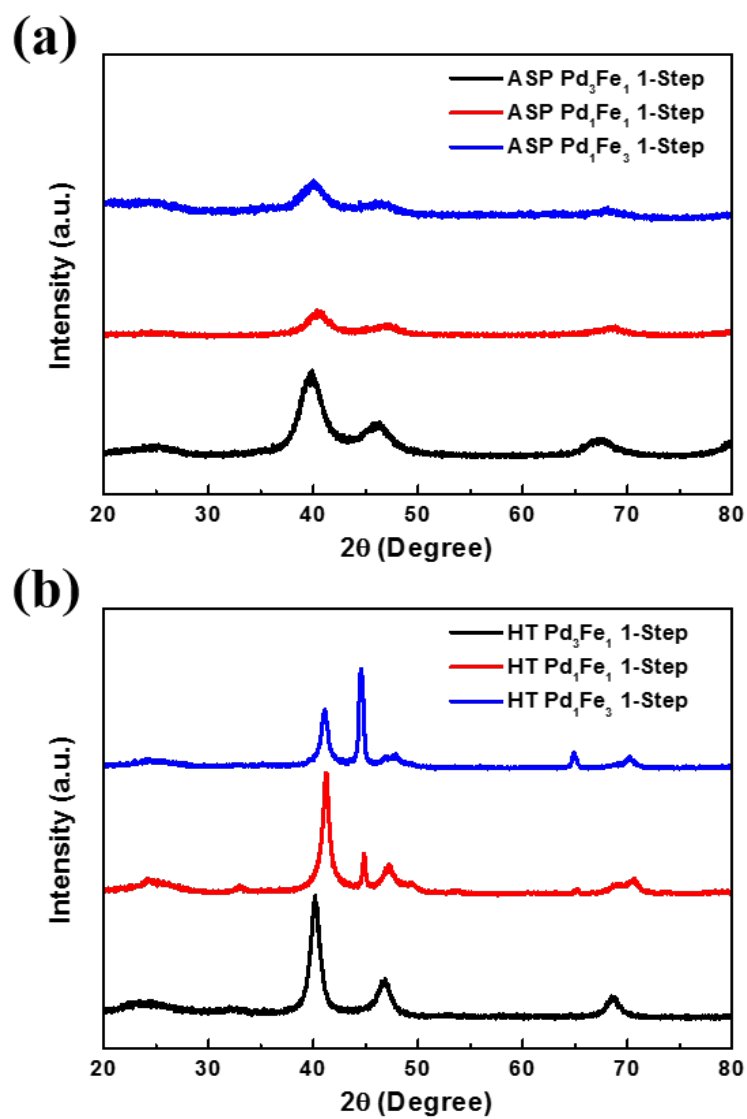 (a)
ASP Pd₃Fe₁ 1-Step
ASP Pd₁Fe₁ 1-Step
ASP Pd₁Fe₃ 1-Step
Intensity (a.u.)
20 30 40 50 60 70 80
2θ (Degree)
(b)
HT Pd₃Fe₁ 1-Step
HT Pd₁Fe₁ 1-Step
HT Pd₁Fe₃ 1-Step
Intensity (a.u.)
20 30 40 50 60 70 80
2θ (Degree)